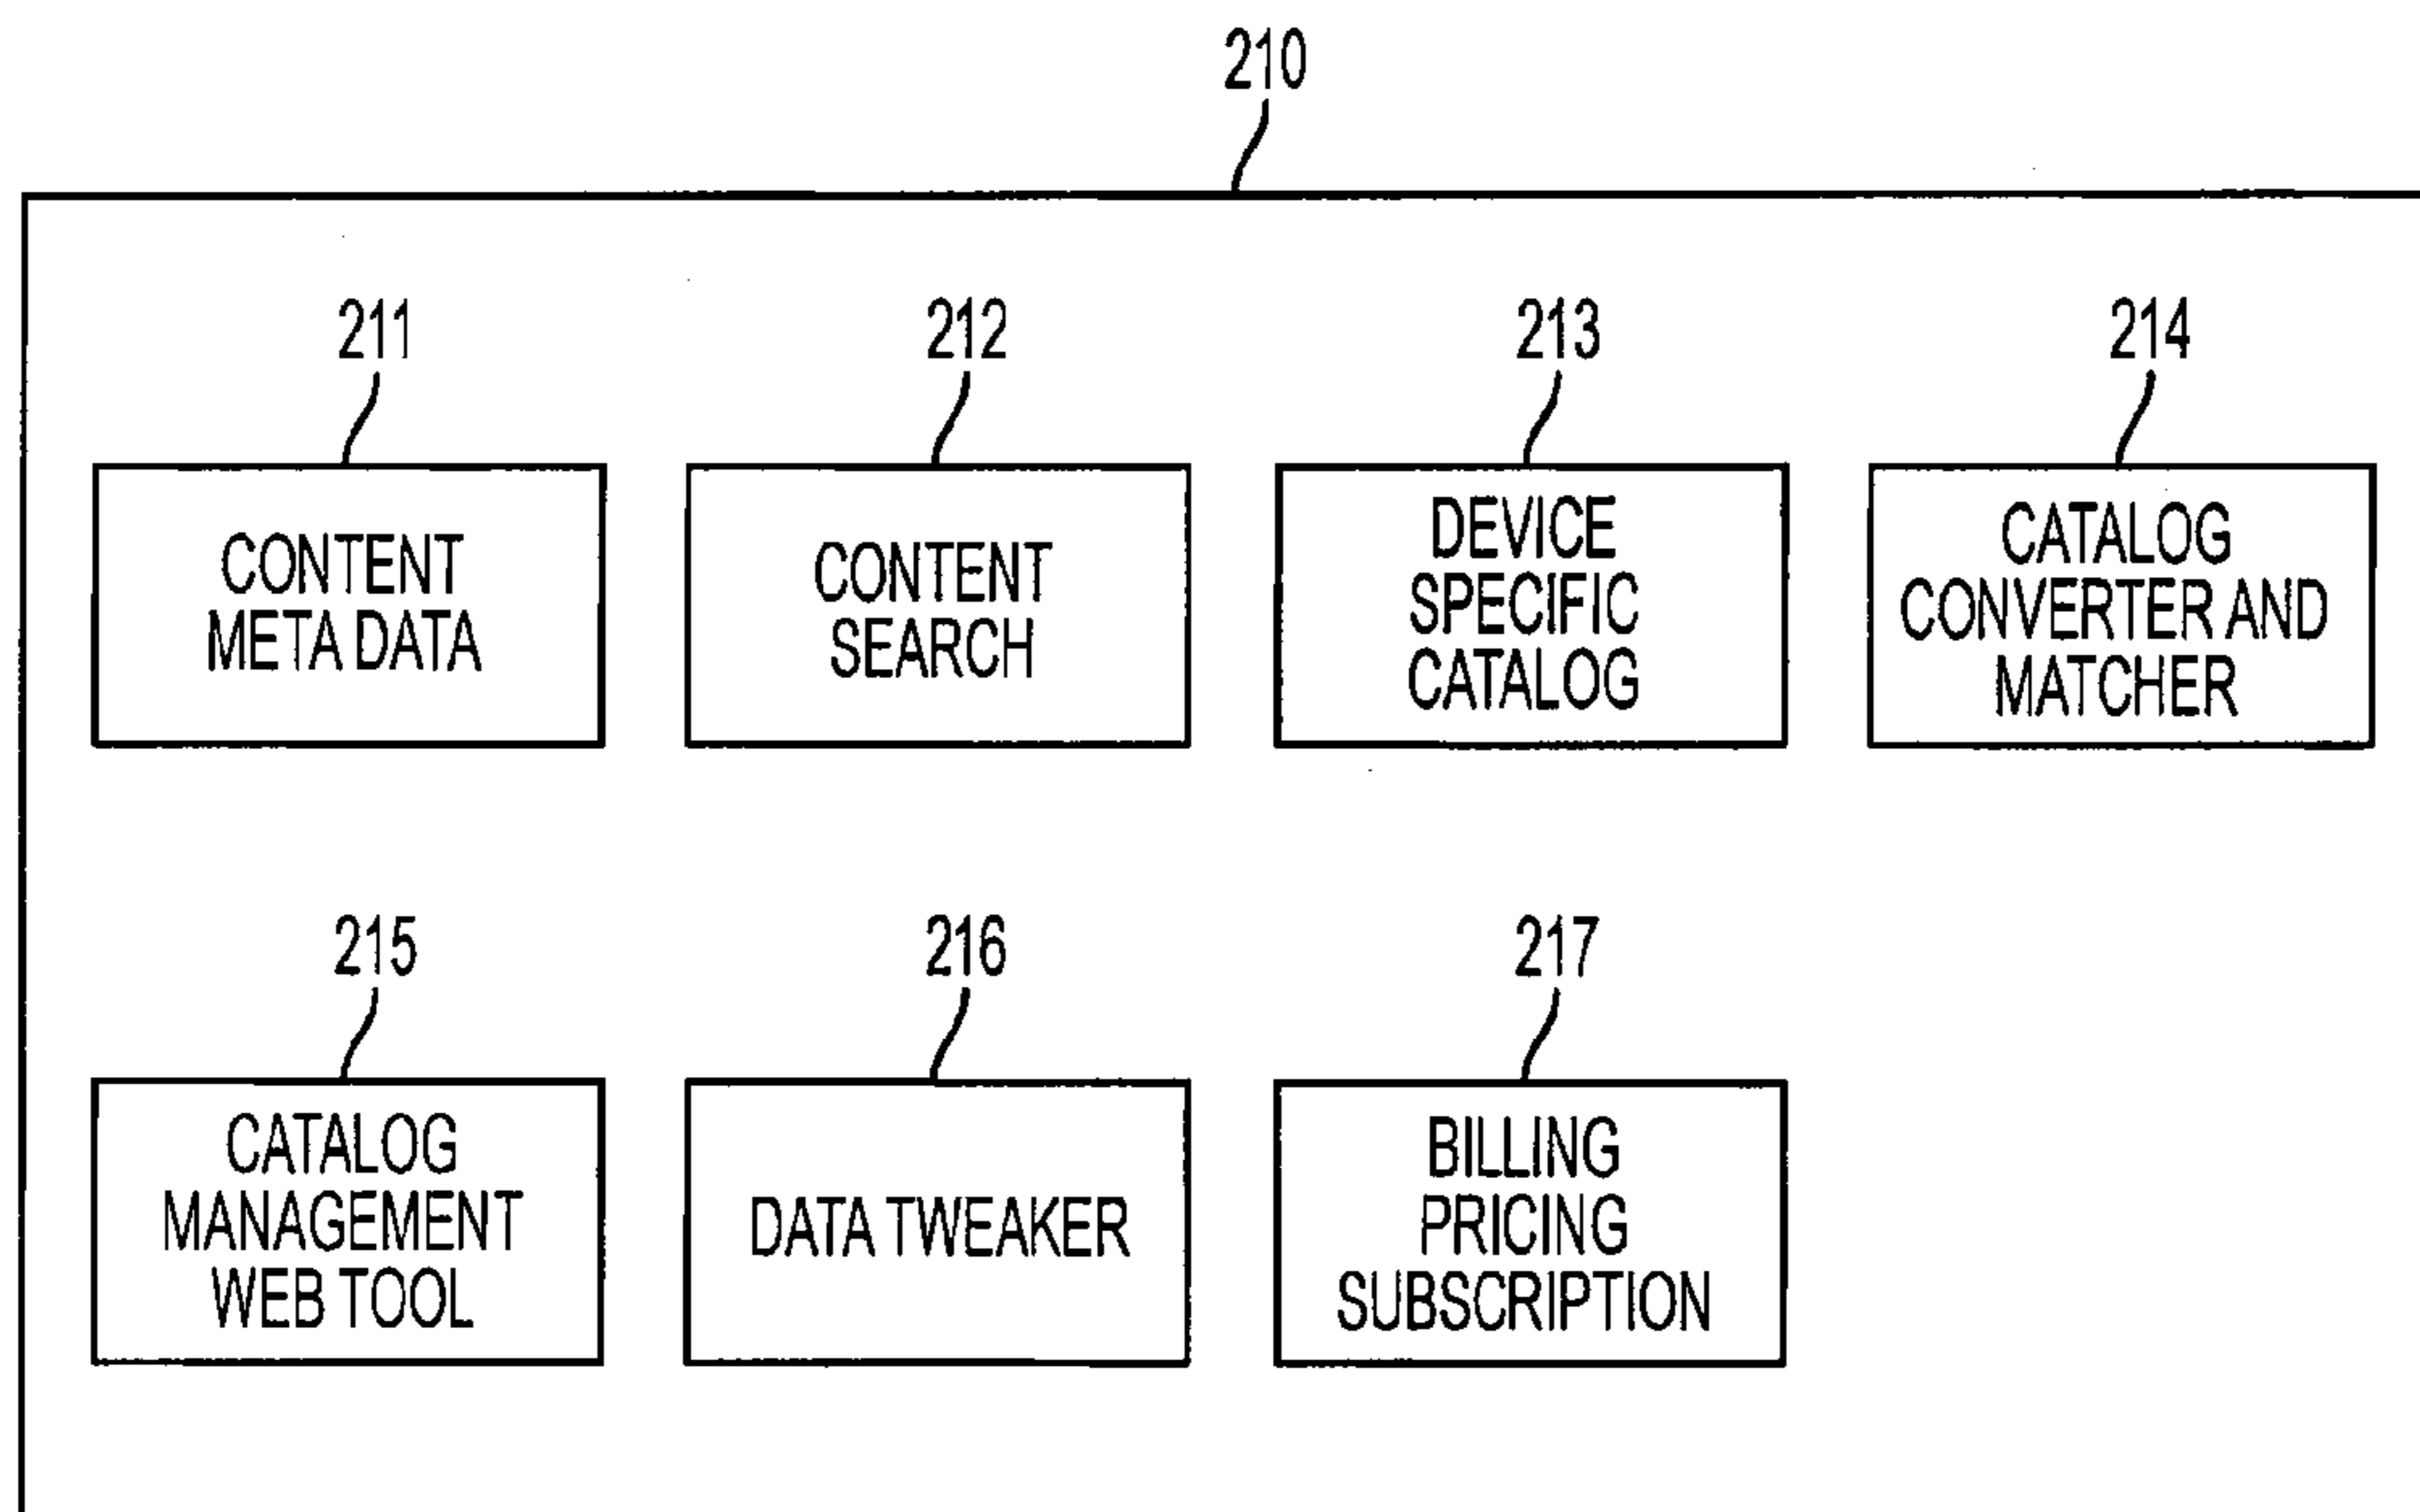 210
211
CONTENT
META DATA
212
CONTENT
SEARCH
213
DEVICE
SPECIFIC
CATALOG
214
CATALOG
CONVERTER AND
MATCHER
215
CATALOG
MANAGEMENT
WEB TOOL
216
DATA TWEAKER
217
BILLING
PRICING
SUBSCRIPTION